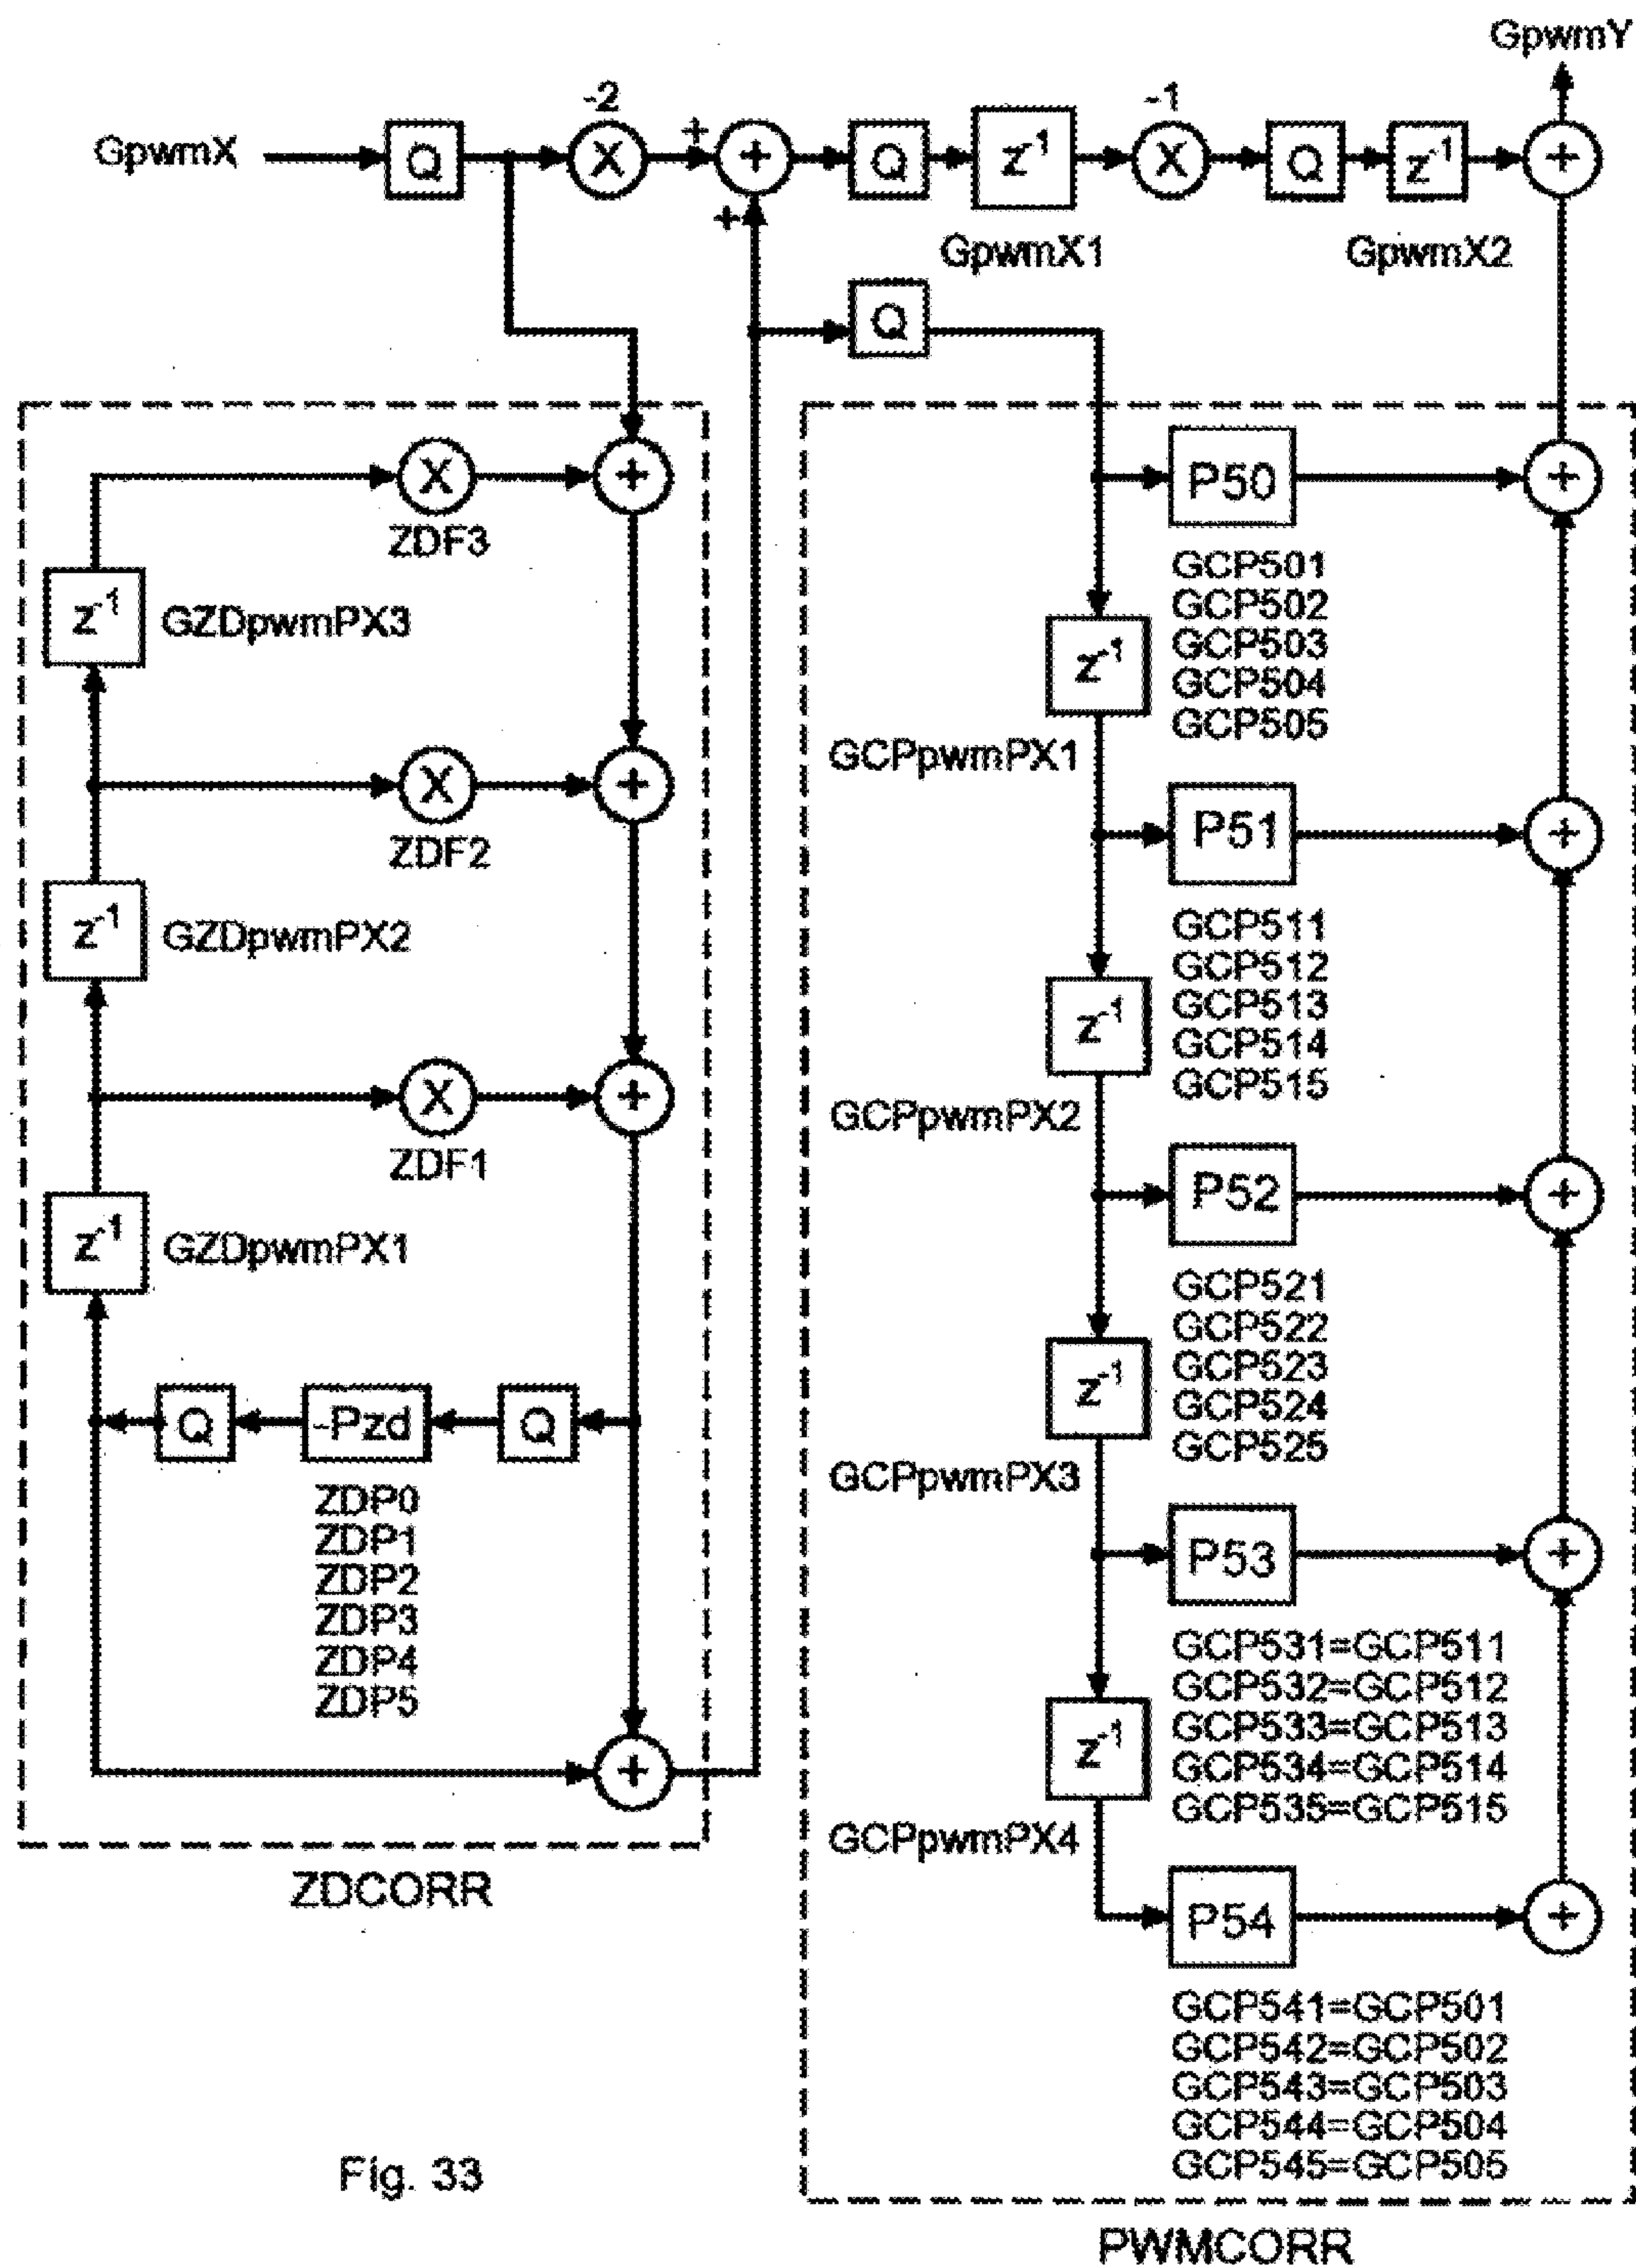 GpwmY
-2
-1
GpwmX
Q
X
+
+
Q
z-1
X
Q
z-1
+
+
GpwmX1
GpwmX2
Q
X
+
P50
+
ZDF3
GCP501
z-1
GZDpwmPX3
GCP502
z-1
GCP503
GCP504
GCP505
GCPpwmPX1
X
+
P51
+
ZDF2
z-1
GZDpwmPX2
GCP511
GCP512
z-1
GCP513
GCP514
GCP515
X
+
GCPpwmPX2
ZDF1
P52
+
z-1
GZDpwmPX1
GCP521
GCP522
z-1
GCP523
GCP524
GCP525
Q
-Pzd
Q
GCPpwmPX3
ZDP0
ZDP1
P53
+
ZDP2
ZDP3
GCP531=GCP511
ZDP4
GCP532=GCP512
ZDP5
GCP533=GCP513
z-1
+
GCP534=GCP514
GCP535=GCP515
GCPpwmPX4
ZDCORR
P54
+
GCP541=GCP501
GCP542=GCP502
GCP543=GCP503
GCP544=GCP504
GCP545=GCP505
Fig. 33
PWMCORR